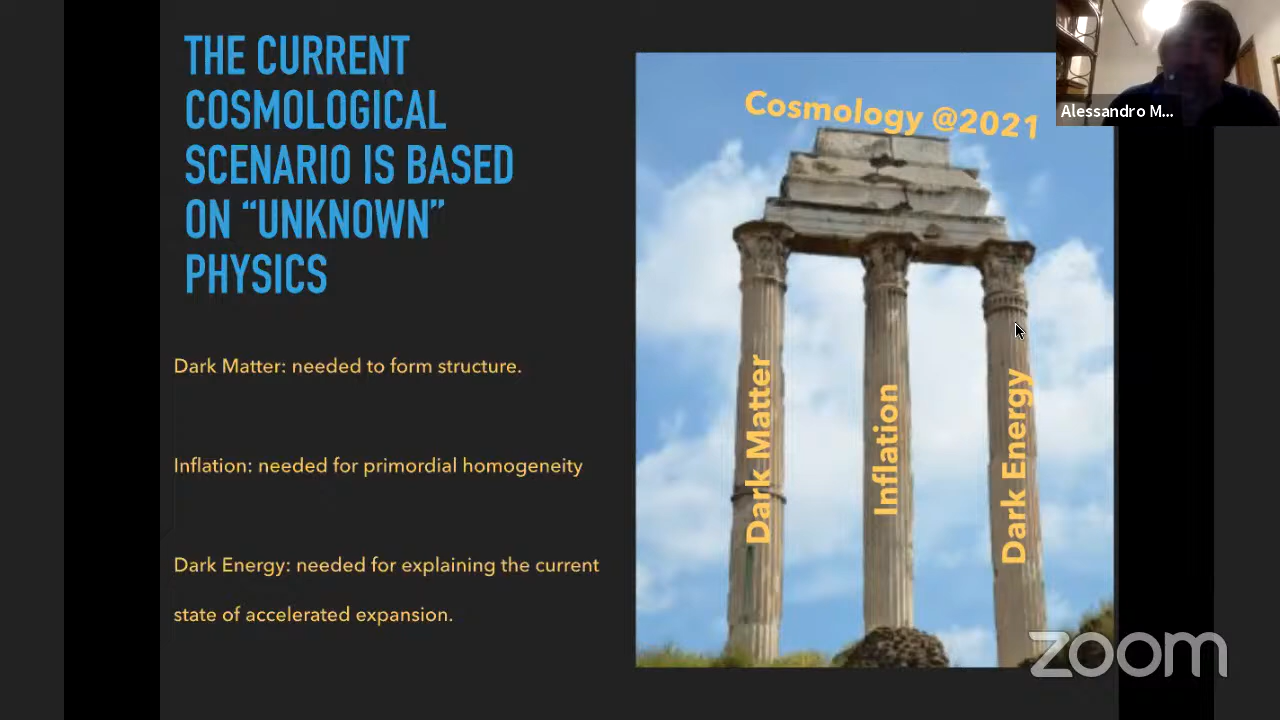 THE CURRENT
COSMOLOGICAL
SCENARIO IS BASED
ON “UNKNOWN”
PHYSICS
Dark Matter: needed to form structure.
Inflation: needed for primordial homogeneity
Dark Energy: needed for explaining the current
state of accelerated expansion.
Cosmology @2021
Dark Matter
Inflation
Dark Energy
Alessandro M...
zoom